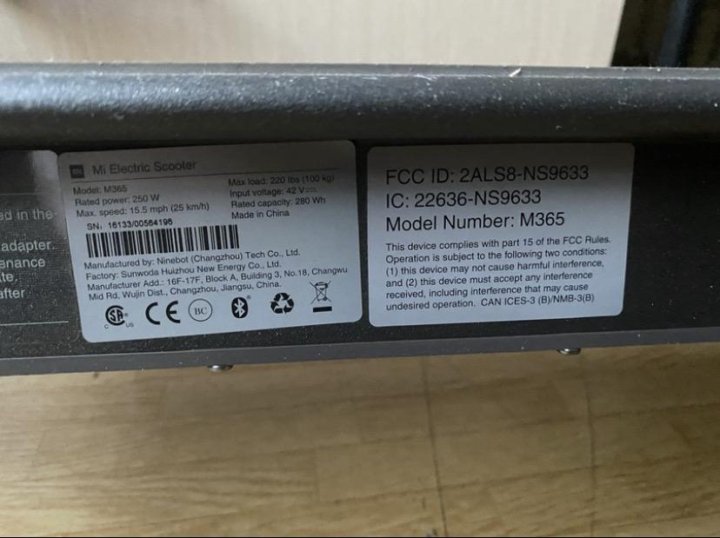 ed in the
adapter.
enance
ate.
after
mi Mi Electric Scooter
Model: M365
Rated power: 250 W
Max. speed: 15.5 mph (25 km/h)
Max load: 220 lbs (100 kg)
Input voltage: 42 V
Rated capacity: 280 Wh
Made in China
SN: 16133/00564196
Manufactured by: Ninebot (Changzhou) Tech Co., Ltd.
Factory: Sunwoda Huizhou New Energy Co., Ltd.
Manufacturer Add.: 16F-17F, Block A, Building 3, No.18, Changwu
Mid Rd, Wujin Dist., Changzhou, Jiangsu, China.
C SA US CE BC
FCC ID: 2ALS8-NS9633
IC: 22636-NS9633
Model Number: M365
This device complies with part 15 of the FCC Rules.
Operation is subject to the following two conditions:
(1) this device may not cause harmful interference,
and (2) this device must accept any interference
received, including interference that may cause
undesired operation. CAN ICES-3 (B)/NMB-3(B)